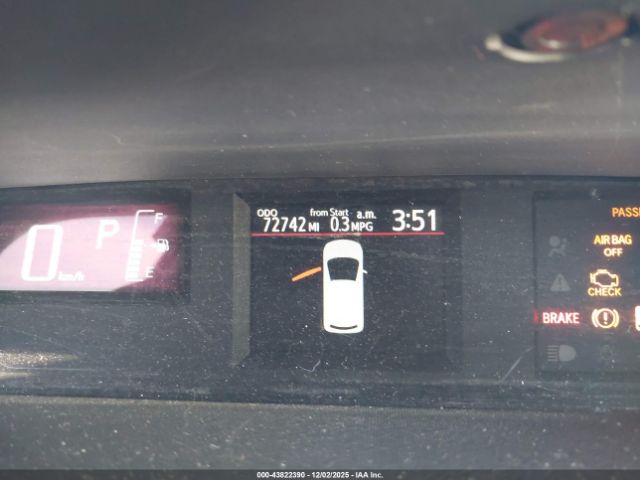 PASSE
ODO from Start a.m. 3:51
72742 MI 0.3 MPG
F
P
0 km/h
E
AIR BAG
OFF
CHECK
BRAKE (!)
000-43822390 - 12/02/2025 - IAA Inc.